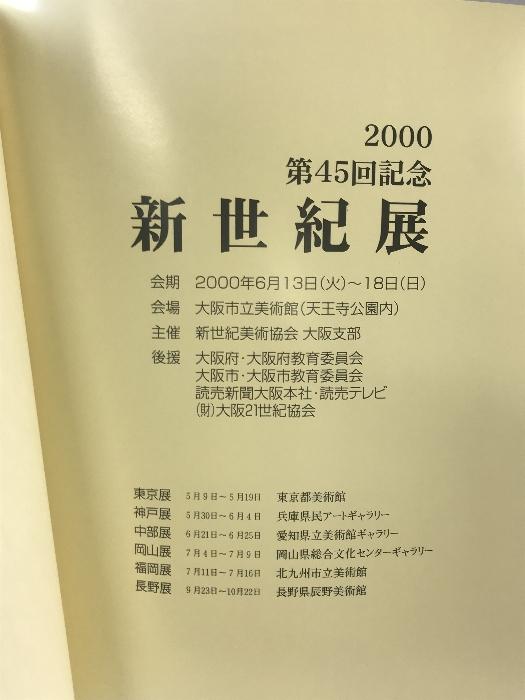 2000
第45回記念
新世紀展
会期 2000年6月13日(火)～18日(日)
会場 大阪市立美術館(天王寺公園内)
主催 新世紀美術協会 大阪支部
後援 大阪府・大阪府教育委員会
大阪市・大阪市教育委員会
読売新聞大阪本社・読売テレビ
(財)大阪21世紀協会
東京展 5月9日～5月19日 東京都美術館
神戸展 5月30日～6月4日 兵庫県民アートギャラリー
中部展 6月21日～6月25日 愛知県立美術館ギャラリー
岡山展 7月4日～7月9日 岡山県総合文化センターギャラリー
福岡展 7月11日～7月16日 北九州市立美術館
長野展 9月23日～10月22日 長野県辰野美術館